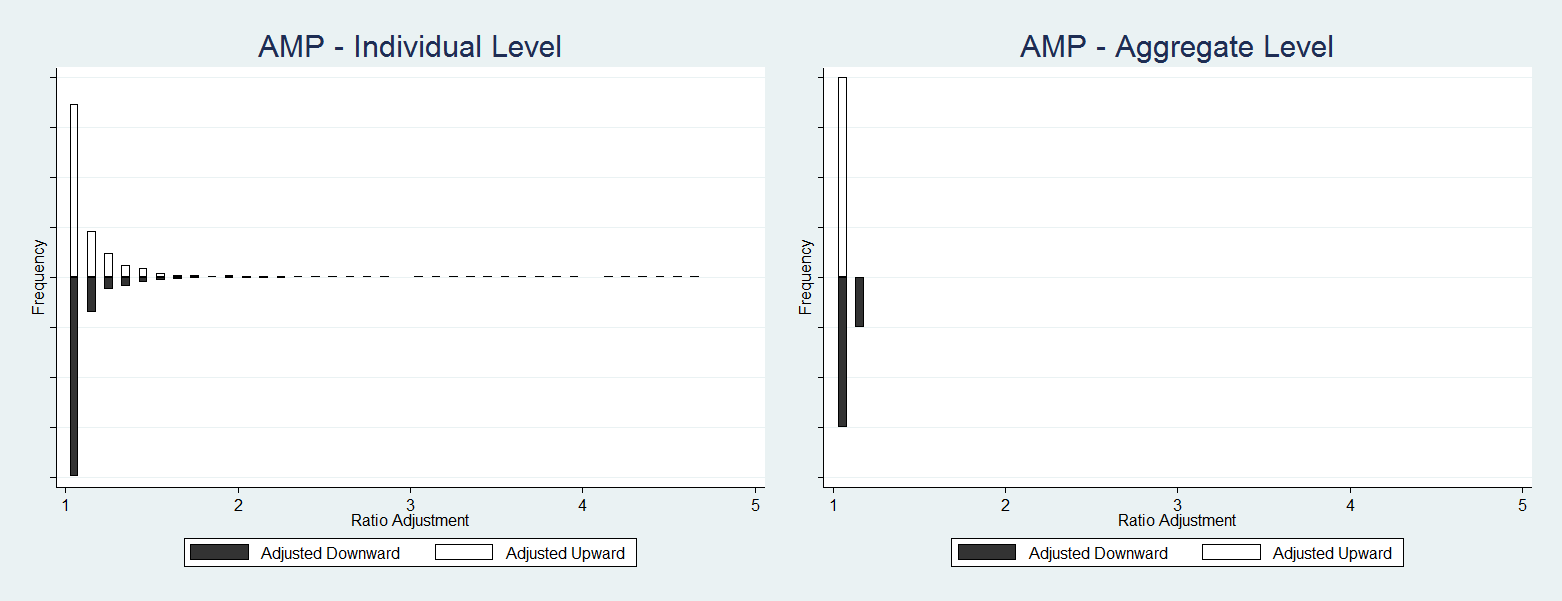 AMP - Individual Level
Frequency
1 2 3 4 5
Ratio Adjustment
Adjusted Downward Adjusted Upward
AMP - Aggregate Level
Frequency
1 2 3 4 5
Ratio Adjustment
Adjusted Downward Adjusted Upward